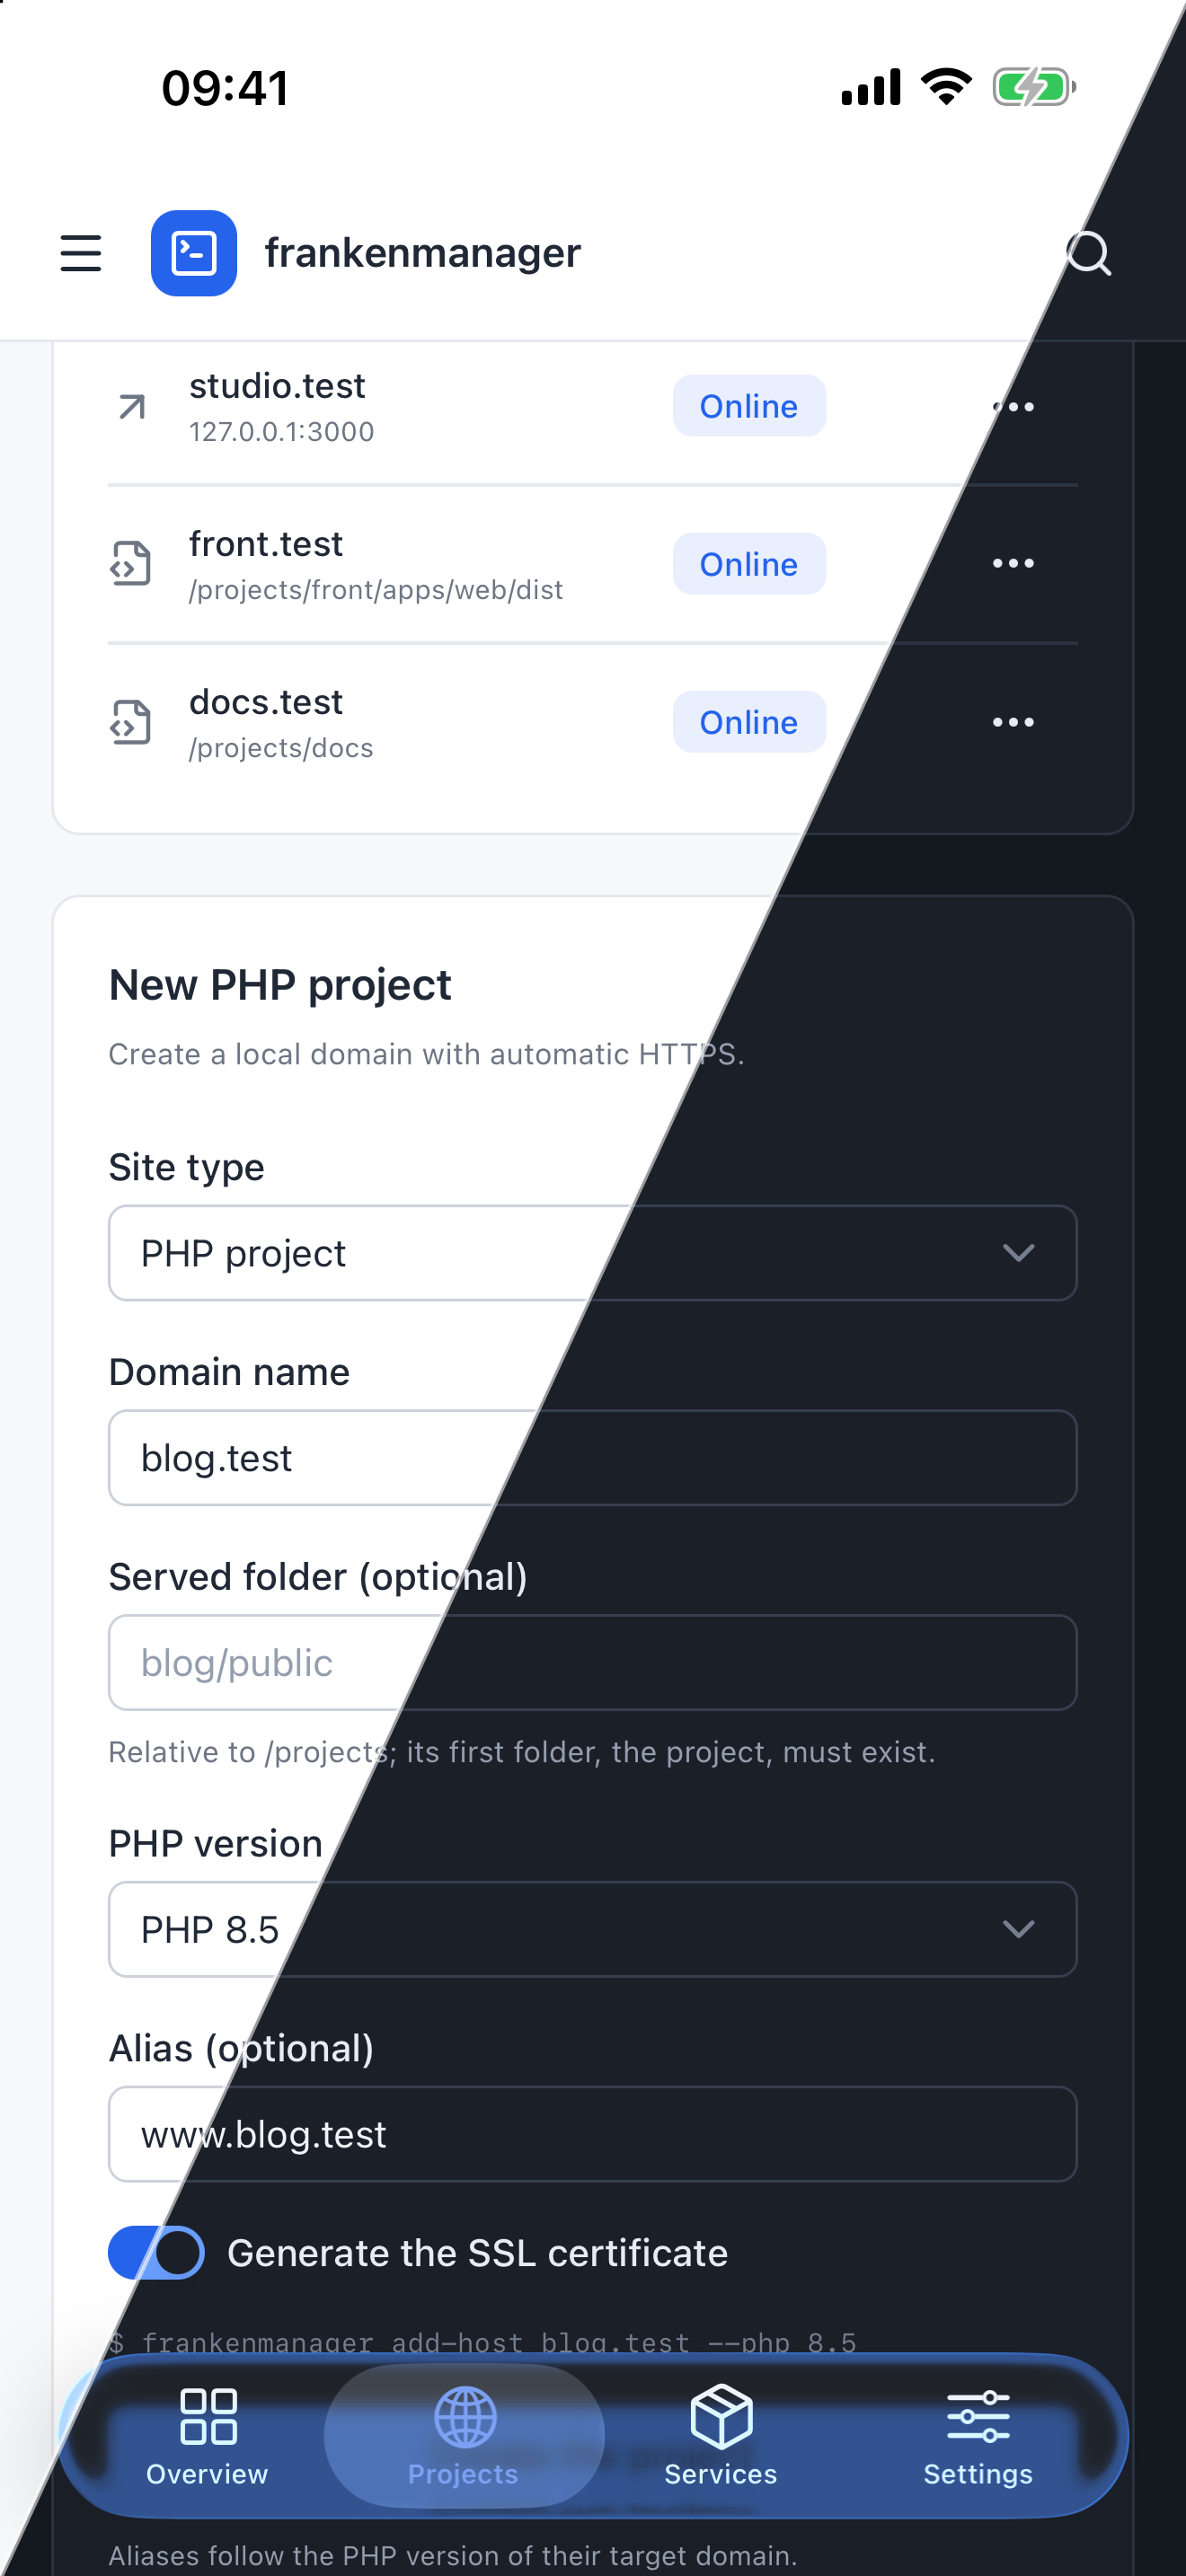 09:41
frankenmanager
studio.test
127.0.0.1:3000
Online
front.test
/projects/front/apps/web/dist
Online
docs.test
/projects/docs
Online
New PHP project
Create a local domain with automatic HTTPS.
Site type
PHP project
Domain name
blog.test
Served folder (optional)
blog/public
Relative to /projects; its first folder, the project, must exist.
PHP version
PHP 8.5
Alias (optional)
www.blog.test
Generate the SSL certificate
$ frankenmanager add-host blog.test --php 8.5
Overview
Projects
Services
Settings
Aliases follow the PHP version of their target domain.